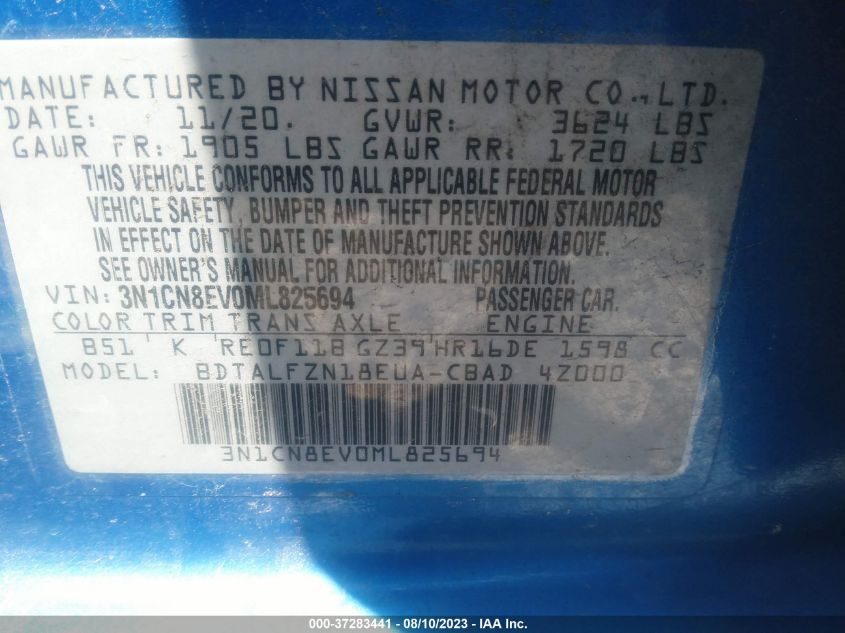 MANUFACTURED BY NISSAN MOTOR CO., LTD.
DATE: 11/20. GVWR: 3624 LBS
GAWR FR: 1905 LBS GAWR RR: 1720 LBS
THIS VEHICLE CONFORMS TO ALL APPLICABLE FEDERAL MOTOR
VEHICLE SAFETY, BUMPER AND THEFT PREVENTION STANDARDS
IN EFFECT ON THE DATE OF MANUFACTURE SHOWN ABOVE.
SEE OWNER'S MANUAL FOR ADDITIONAL INFORMATION.
VIN: 3N1CN8EV0ML825694 PASSENGER CAR.
COLOR TRIM TRANS AXLE ENGINE
B51 K RE0F11B GZ39 HR16DE 1598 CC
MODEL: BDTALFZN18EUA-CBAD 4Z000
3N1CN8EV0ML825694
000-37283441 - 08/10/2023 - IAAI.COM